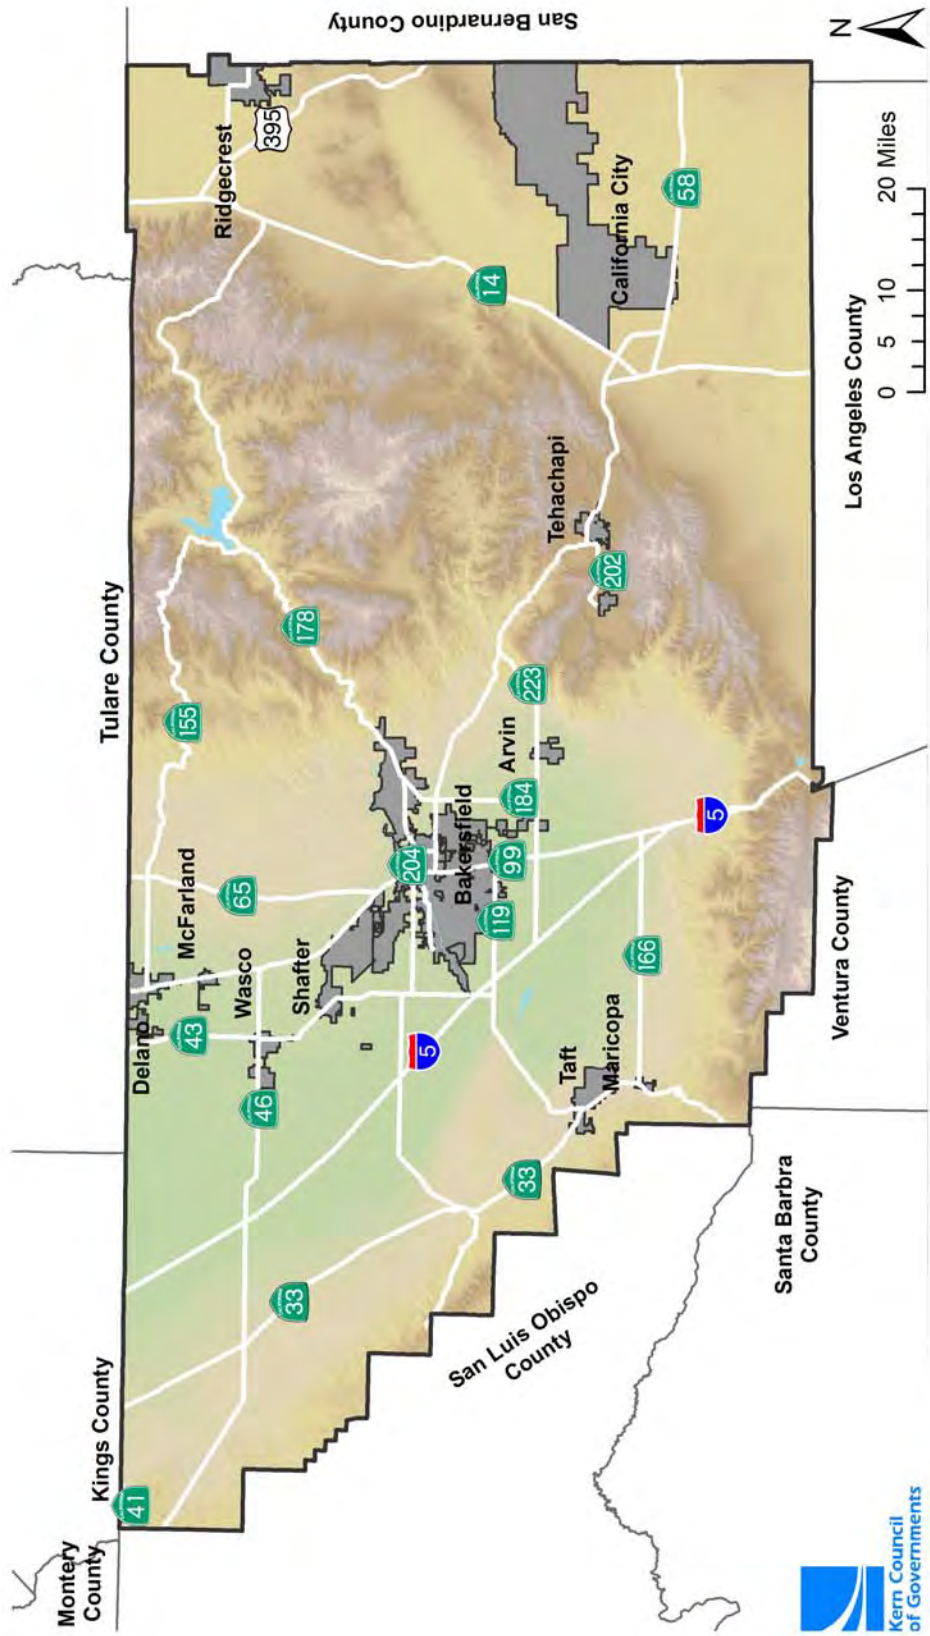 Montery
County
Kings County
Tulare County
San Bernardino County
41
Delano
McFarland
155
Ridgecrest
43
65
395
Wasco
46
178
33
Shafter
5
204
Bakersfield
14
California City
119
99
184
Arvin
223
Tehachapi
202
58
33
Taft
Maricopa
166
5
San Luis Obispo
County
Santa Barbra
County
Ventura County
Los Angeles County
0 5 10 20 Miles
N
Kern Council
of Governments